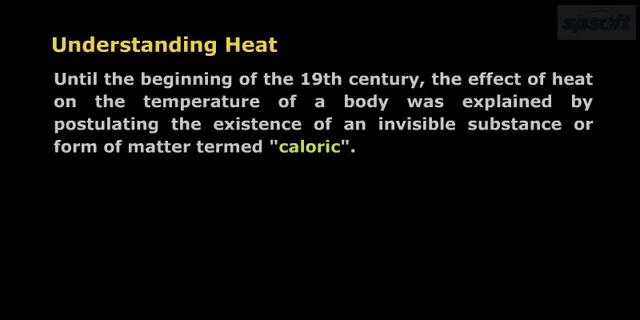 spsoft
Understanding Heat
Until the beginning of the 19th century, the effect of heat
on the temperature of a body was explained by
postulating the existence of an invisible substance or
form of matter termed "caloric".